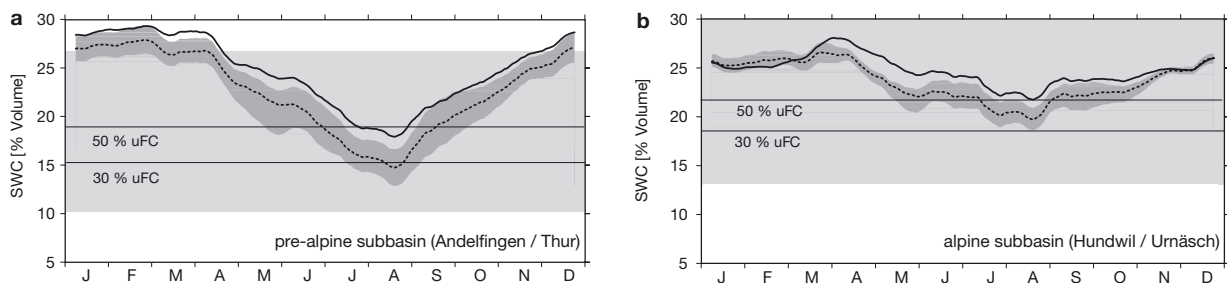 a
SWC [% Volume]
30
25
20
15
10
5
50 % uFC
30 % uFC
pre-alpine subbasin (Andelfingen / Thur)
J F M A M J J A S O N D
b
SWC [% Volume]
30
25
20
15
10
5
50 % uFC
30 % uFC
alpine subbasin (Hundwil / Urnäsch)
J F M A M J J A S O N D